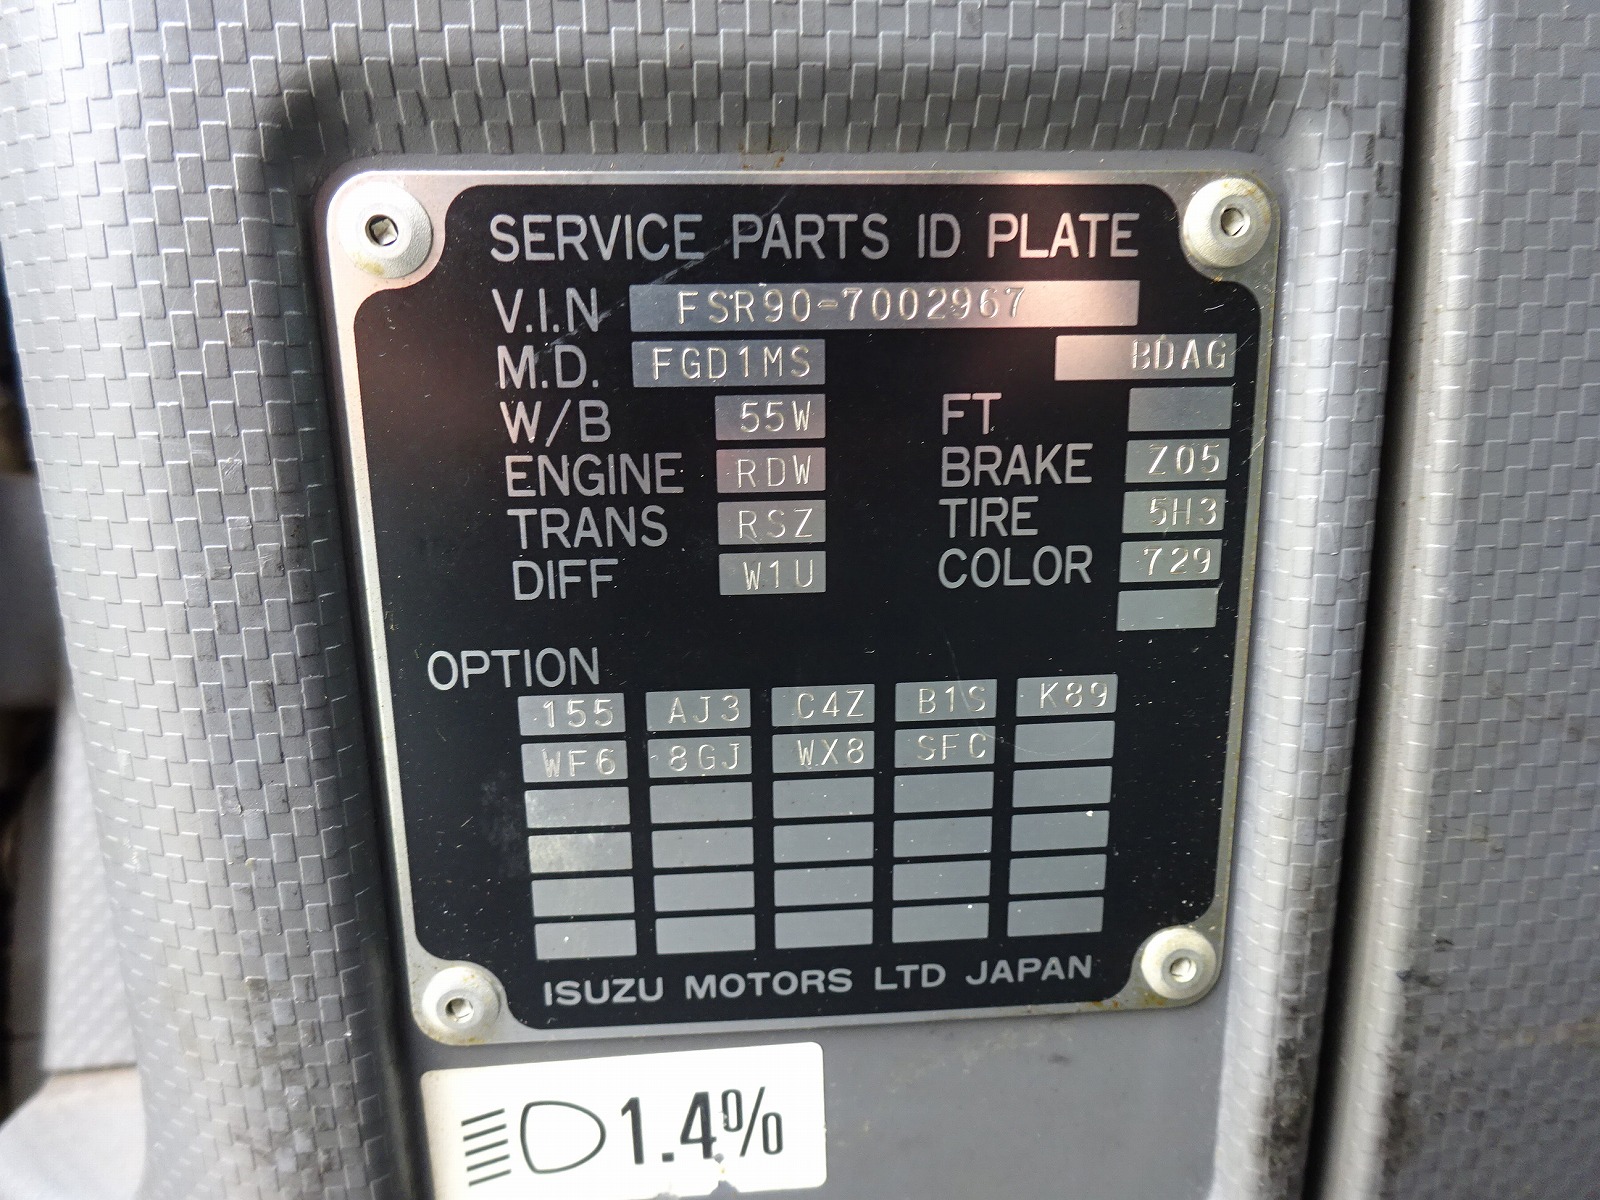 SERVICE PARTS ID PLATE
V.I.N FSR90-7002967
M.D. FGD1MS BDAG
W/B 55W FT
ENGINE RDW BRAKE Z05
TRANS RSZ TIRE 5H3
DIFF W1U COLOR 729
OPTION
155 AJ3 C4Z B1S K89
WF6 8GJ WX8 SFC
ISUZU MOTORS LTD JAPAN
1.4%